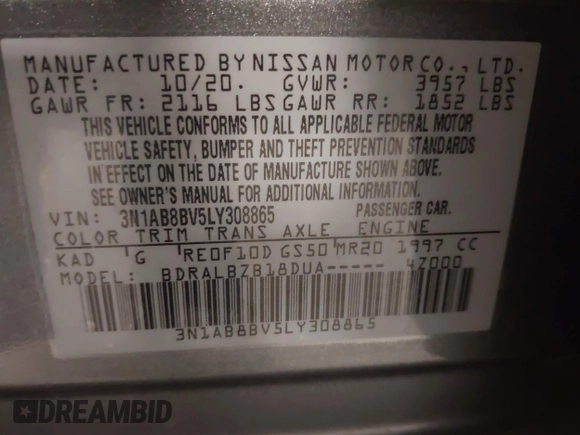 MANUFACTURED BY NISSAN MOTOR CO., LTD.
DATE: 10/20. GVWR: 3957 LBS
GAWR FR: 2116 LBS GAWR RR: 1852 LBS
THIS VEHICLE CONFORMS TO ALL APPLICABLE FEDERAL MOTOR
VEHICLE SAFETY, BUMPER AND THEFT PREVENTION STANDARDS
IN EFFECT ON THE DATE OF MANUFACTURE SHOWN ABOVE.
SEE OWNER'S MANUAL FOR ADDITIONAL INFORMATION.
VIN: 3N1AB8BV5LY308865 PASSENGER CAR.
COLOR TRIM TRANS AXLE ENGINE
KAD G RE0F10D GS50 MR20 1997 CC
MODEL: BDRALBZB18DUA----- 4Z000
3N1AB8BV5LY308865
DREAMBID